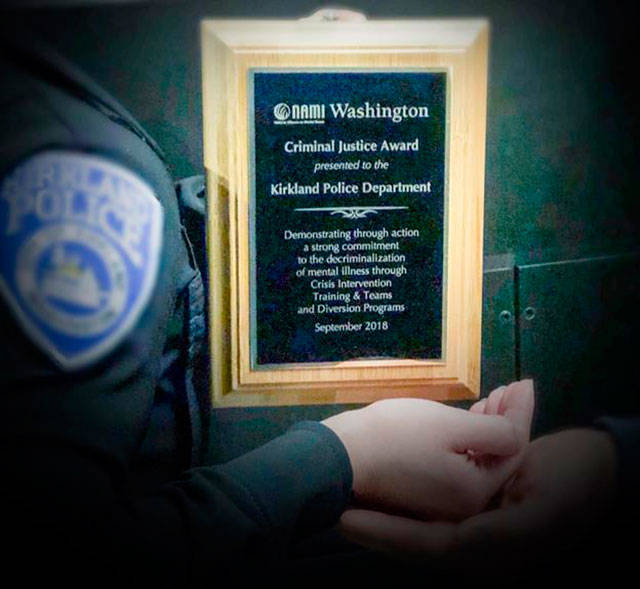 KIRKLAND
POLICE
NAMI Washington
Criminal Justice Award
presented to the
Kirkland Police Department
Demonstrating through action
a strong commitment
to the decriminalization
of mental illness through
Crisis Intervention
Training & Teams
and Diversion Programs
September 2018